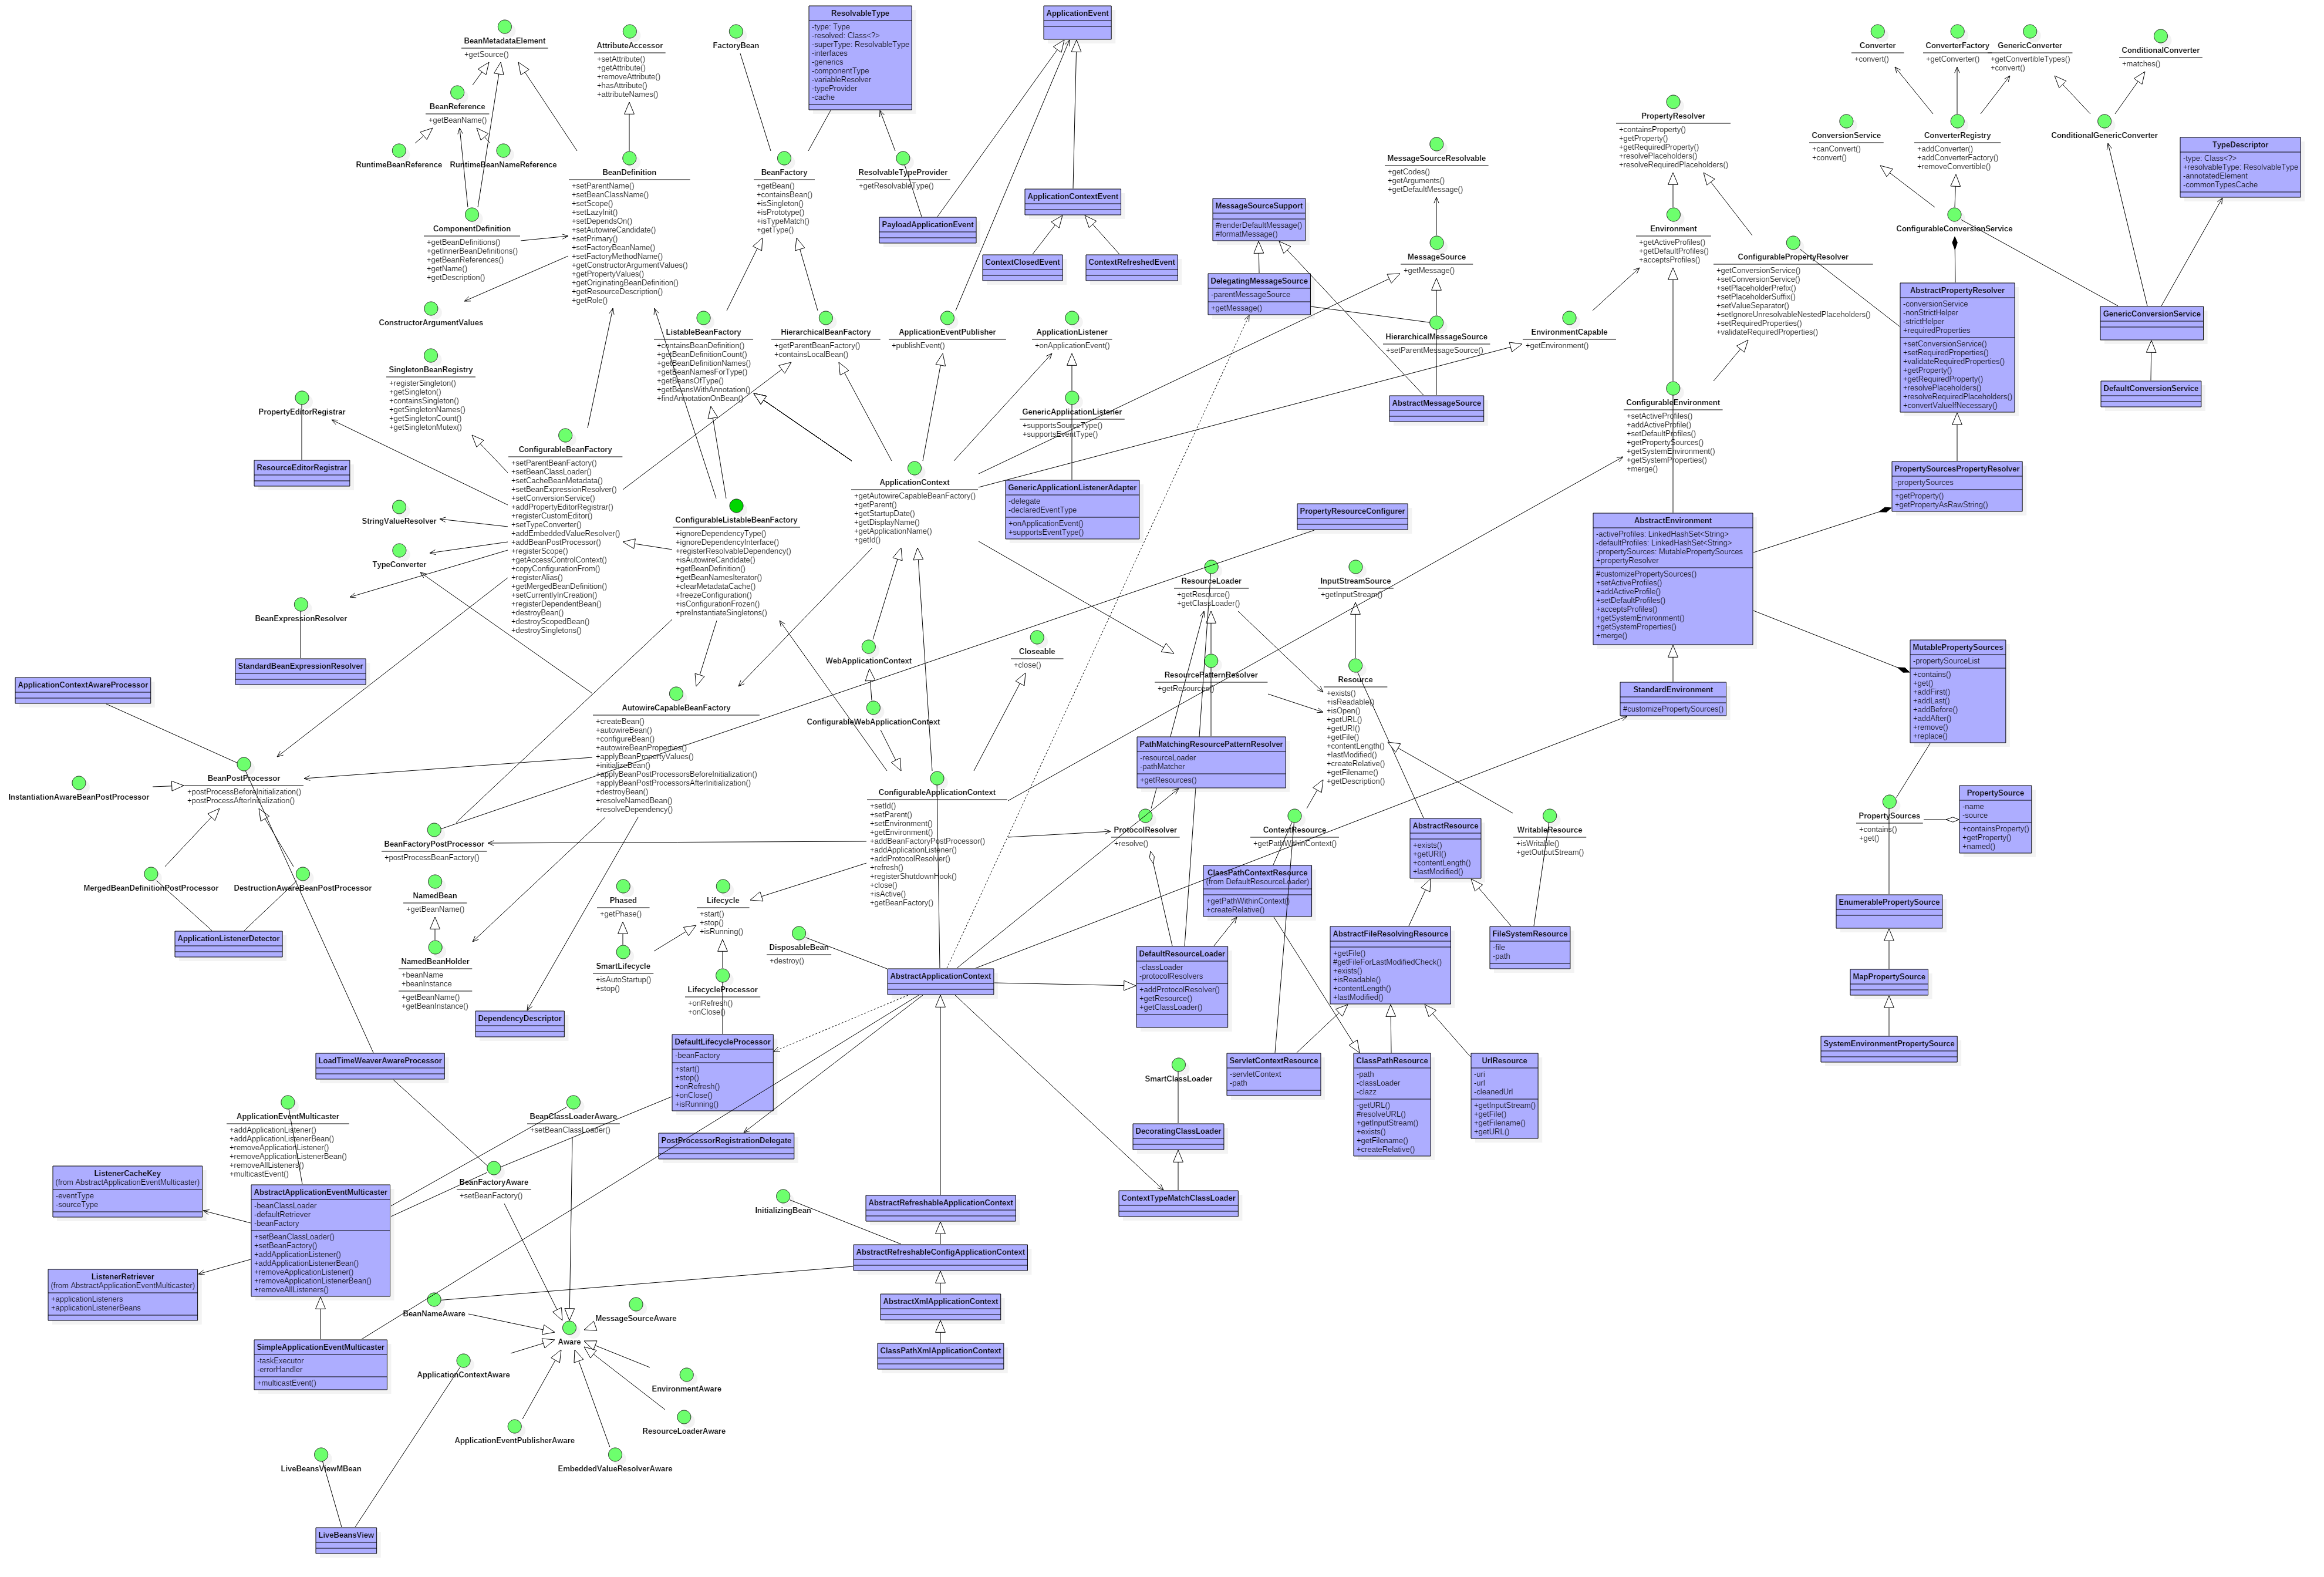 BeanMetadataElement
+getSource()
AttributeAccessor
+setAttribute()
+getAttribute()
+removeAttribute()
+hasAttribute()
+attributeNames()
FactoryBean
ResolvableType
-type: Type
-resolved: Class<?>
-superType: ResolvableType
-interfaces
-generics
-componentType
-variableResolver
-typeProvider
-cache
ApplicationEvent
Converter
+convert()
ConverterFactory
+getConverter()
GenericConverter
+getConvertibleTypes()
+convert()
ConditionalConverter
+matches()
BeanReference
+getBeanName()
RuntimeBeanReference
RuntimeBeanNameReference
BeanDefinition
+setParentName()
+setBeanClassName()
+setScope()
+setLazyInit()
+setDependsOn()
+setAutowireCandidate()
+setPrimary()
+setFactoryBeanName()
+setFactoryMethodName()
+getConstructorArgumentValues()
+getPropertyValues()
+getOriginatingBeanDefinition()
+getResourceDescription()
+getRole()
BeanFactory
+getBean()
+containsBean()
+isSingleton()
+isPrototype()
+isTypeMatch()
+getType()
ResolvableTypeProvider
+getResolvableType()
PayloadApplicationEvent
ApplicationContextEvent
ContextClosedEvent
ContextRefreshedEvent
MessageSourceResolvable
+getCodes()
+getArguments()
+getDefaultMessage()
MessageSourceSupport
#renderDefaultMessage()
#formatMessage()
PropertyResolver
+containsProperty()
+getProperty()
+getRequiredProperty()
+resolvePlaceholders()
+resolveRequiredPlaceholders()
ConversionService
+canConvert()
+convert()
ConverterRegistry
+addConverter()
+addConverterFactory()
+removeConvertible()
ConditionalGenericConverter
TypeDescriptor
-type: Class<?>
+resolvableType: ResolvableType
-annotatedElement
-commonTypesCache
ComponentDefinition
+getBeanDefinitions()
+getInnerBeanDefinitions()
+getBeanReferences()
+getName()
+getDescription()
ConstructorArgumentValues
MessageSource
+getMessage()
DelegatingMessageSource
-parentMessageSource
+getMessage()
Environment
+getActiveProfiles()
+getDefaultProfiles()
+acceptsProfiles()
ConfigurablePropertyResolver
+getConversionService()
+setConversionService()
+setPlaceholderPrefix()
+setPlaceholderSuffix()
+setValueSeparator()
+setIgnoreUnresolvableNestedPlaceholders()
+setRequiredProperties()
+validateRequiredProperties()
ConfigurableConversionService
AbstractPropertyResolver
-conversionService
-nonStrictHelper
-strictHelper
+requiredProperties
+setConversionService()
+setRequiredProperties()
+validateRequiredProperties()
+getProperty()
+getRequiredProperty()
+resolvePlaceholders()
+resolveRequiredPlaceholders()
+convertValueIfNecessary()
GenericConversionService
DefaultConversionService
ListableBeanFactory
+containsBeanDefinition()
+getBeanDefinitionCount()
+getBeanDefinitionNames()
+getBeanNamesForType()
+getBeansOfType()
+getBeansWithAnnotation()
+findAnnotationOnBean()
HierarchicalBeanFactory
+getParentBeanFactory()
+containsLocalBean()
ApplicationEventPublisher
+publishEvent()
ApplicationListener
+onApplicationEvent()
HierarchicalMessageSource
+setParentMessageSource()
EnvironmentCapable
+getEnvironment()
SingletonBeanRegistry
+registerSingleton()
+getSingleton()
+containsSingleton()
+getSingletonNames()
+getSingletonCount()
+getSingletonMutex()
PropertyEditorRegistrar
ResourceEditorRegistrar
GenericApplicationListener
+supportsSourceType()
+supportsEventType()
AbstractMessageSource
ConfigurableEnvironment
+setActiveProfiles()
+addActiveProfile()
+setDefaultProfiles()
+getPropertySources()
+getSystemEnvironment()
+getSystemProperties()
+merge()
ConfigurableBeanFactory
+setParentBeanFactory()
+setBeanClassLoader()
+setCacheBeanMetadata()
+setBeanExpressionResolver()
+setConversionService()
+addPropertyEditorRegistrar()
+registerCustomEditor()
+setTypeConverter()
+addEmbeddedValueResolver()
+addBeanPostProcessor()
+registerScope()
+getAccessControlContext()
+copyConfigurationFrom()
+registerAlias()
+getMergedBeanDefinition()
+setCurrentlyInCreation()
+registerDependentBean()
+destroyBean()
+destroyScopedBean()
+destroySingletons()
StringValueResolver
TypeConverter
BeanExpressionResolver
StandardBeanExpressionResolver
ApplicationContext
+getAutowireCapableBeanFactory()
+getParent()
+getStartupDate()
+getDisplayName()
+getApplicationName()
+getId()
GenericApplicationListenerAdapter
-delegate
-declaredEventType
+onApplicationEvent()
+supportsEventType()
PropertySourcesPropertyResolver
-propertySources
+getProperty()
+getPropertyAsRawString()
ConfigurableListableBeanFactory
+ignoreDependencyType()
+ignoreDependencyInterface()
+registerResolvableDependency()
+isAutowireCandidate()
+getBeanDefinition()
+getBeanNamesIterator()
+clearMetadataCache()
+freezeConfiguration()
+isConfigurationFrozen()
+preInstantiateSingletons()
PropertyResourceConfigurer
AbstractEnvironment
-activeProfiles: LinkedHashSet<String>
-defaultProfiles: LinkedHashSet<String>
-propertySources: MutablePropertySources
+propertyResolver
#customizePropertySources()
+setActiveProfiles()
+addActiveProfile()
+setDefaultProfiles()
+acceptsProfiles()
+getSystemEnvironment()
+getSystemProperties()
+merge()
ResourceLoader
+getResource()
+getClassLoader()
InputStreamSource
+getInputStream()
WebApplicationContext
Closeable
+close()
ResourcePatternResolver
+getResources()
Resource
+exists()
+isReadable()
+isOpen()
+getURL()
+getURI()
+getFile()
+contentLength()
+lastModified()
+createRelative()
+getFilename()
+getDescription()
StandardEnvironment
#customizePropertySources()
MutablePropertySources
-propertySourceList
+contains()
+get()
+addFirst()
+addLast()
+addBefore()
+addAfter()
+remove()
+replace()
ApplicationContextAwareProcessor
AutowireCapableBeanFactory
+createBean()
+autowireBean()
+configureBean()
+autowireBeanProperties()
+applyBeanPropertyValues()
+initializeBean()
+applyBeanPostProcessorsBeforeInitialization()
+applyBeanPostProcessorsAfterInitialization()
+destroyBean()
+resolveNamedBean()
+resolveDependency()
ConfigurableWebApplicationContext
PathMatchingResourcePatternResolver
-resourceLoader
-pathMatcher
+getResources()
BeanPostProcessor
+postProcessBeforeInitialization()
+postProcessAfterInitialization()
InstantiationAwareBeanPostProcessor
ConfigurableApplicationContext
+setId()
+setParent()
+setEnvironment()
+getEnvironment()
+addBeanFactoryPostProcessor()
+addApplicationListener()
+addProtocolResolver()
+refresh()
+registerShutdownHook()
+close()
+isActive()
+getBeanFactory()
ProtocolResolver
+resolve()
ContextResource
+getPathWithinContext()
AbstractResource
+exists()
+getURI()
+contentLength()
+lastModified()
WritableResource
+isWritable()
+getOutputStream()
PropertySources
+contains()
+get()
PropertySource
-name
-source
+containsProperty()
+getProperty()
+named()
BeanFactoryPostProcessor
+postProcessBeanFactory()
MergedBeanDefinitionPostProcessor
DestructionAwareBeanPostProcessor
ApplicationListenerDetector
NamedBean
+getBeanName()
Phased
+getPhase()
Lifecycle
+start()
+stop()
+isRunning()
ClassPathContextResource
(from DefaultResourceLoader)
+getPathWithinContext()
+createRelative()
EnumerablePropertySource
NamedBeanHolder
+beanName
+beanInstance
+getBeanName()
+getBeanInstance()
SmartLifecycle
+isAutoStartup()
+stop()
DisposableBean
+destroy()
AbstractApplicationContext
DefaultResourceLoader
-classLoader
-protocolResolvers
+addProtocolResolver()
+getResource()
+getClassLoader()
AbstractFileResolvingResource
+getFile()
#getFileForLastModifiedCheck()
+exists()
+isReadable()
+contentLength()
+lastModified()
FileSystemResource
-file
-path
MapPropertySource
LifecycleProcessor
+onRefresh()
+onClose()
DependencyDescriptor
DefaultLifecycleProcessor
-beanFactory
+start()
+stop()
+onRefresh()
+onClose()
+isRunning()
SystemEnvironmentPropertySource
LoadTimeWeaverAwareProcessor
SmartClassLoader
ServletContextResource
-servletContext
-path
ClassPathResource
-path
-classLoader
-clazz
-getURL()
#resolveURL()
+getInputStream()
+exists()
+getFilename()
+createRelative()
UrlResource
-uri
-url
-cleanedUrl
+getInputStream()
+getFile()
+getFilename()
+getURL()
ApplicationEventMulticaster
+addApplicationListener()
+addApplicationListenerBean()
+removeApplicationListener()
+removeApplicationListenerBean()
+removeAllListeners()
+multicastEvent()
BeanClassLoaderAware
+setBeanClassLoader()
PostProcessorRegistrationDelegate
DecoratingClassLoader
ListenerCacheKey
(from AbstractApplicationEventMulticaster)
-eventType
-sourceType
AbstractApplicationEventMulticaster
-beanClassLoader
-defaultRetriever
-beanFactory
+setBeanClassLoader()
+setBeanFactory()
+addApplicationListener()
+addApplicationListenerBean()
+removeApplicationListener()
+removeApplicationListenerBean()
+removeAllListeners()
BeanFactoryAware
+setBeanFactory()
InitializingBean
AbstractRefreshableApplicationContext
ContextTypeMatchClassLoader
AbstractRefreshableConfigApplicationContext
ListenerRetriever
(from AbstractApplicationEventMulticaster)
+applicationListeners
+applicationListenerBeans
BeanNameAware
MessageSourceAware
AbstractXmlApplicationContext
SimpleApplicationEventMulticaster
-taskExecutor
-errorHandler
+multicastEvent()
Aware
ClassPathXmlApplicationContext
ApplicationContextAware
EnvironmentAware
ApplicationEventPublisherAware
ResourceLoaderAware
LiveBeansViewMBean
EmbeddedValueResolverAware
LiveBeansView